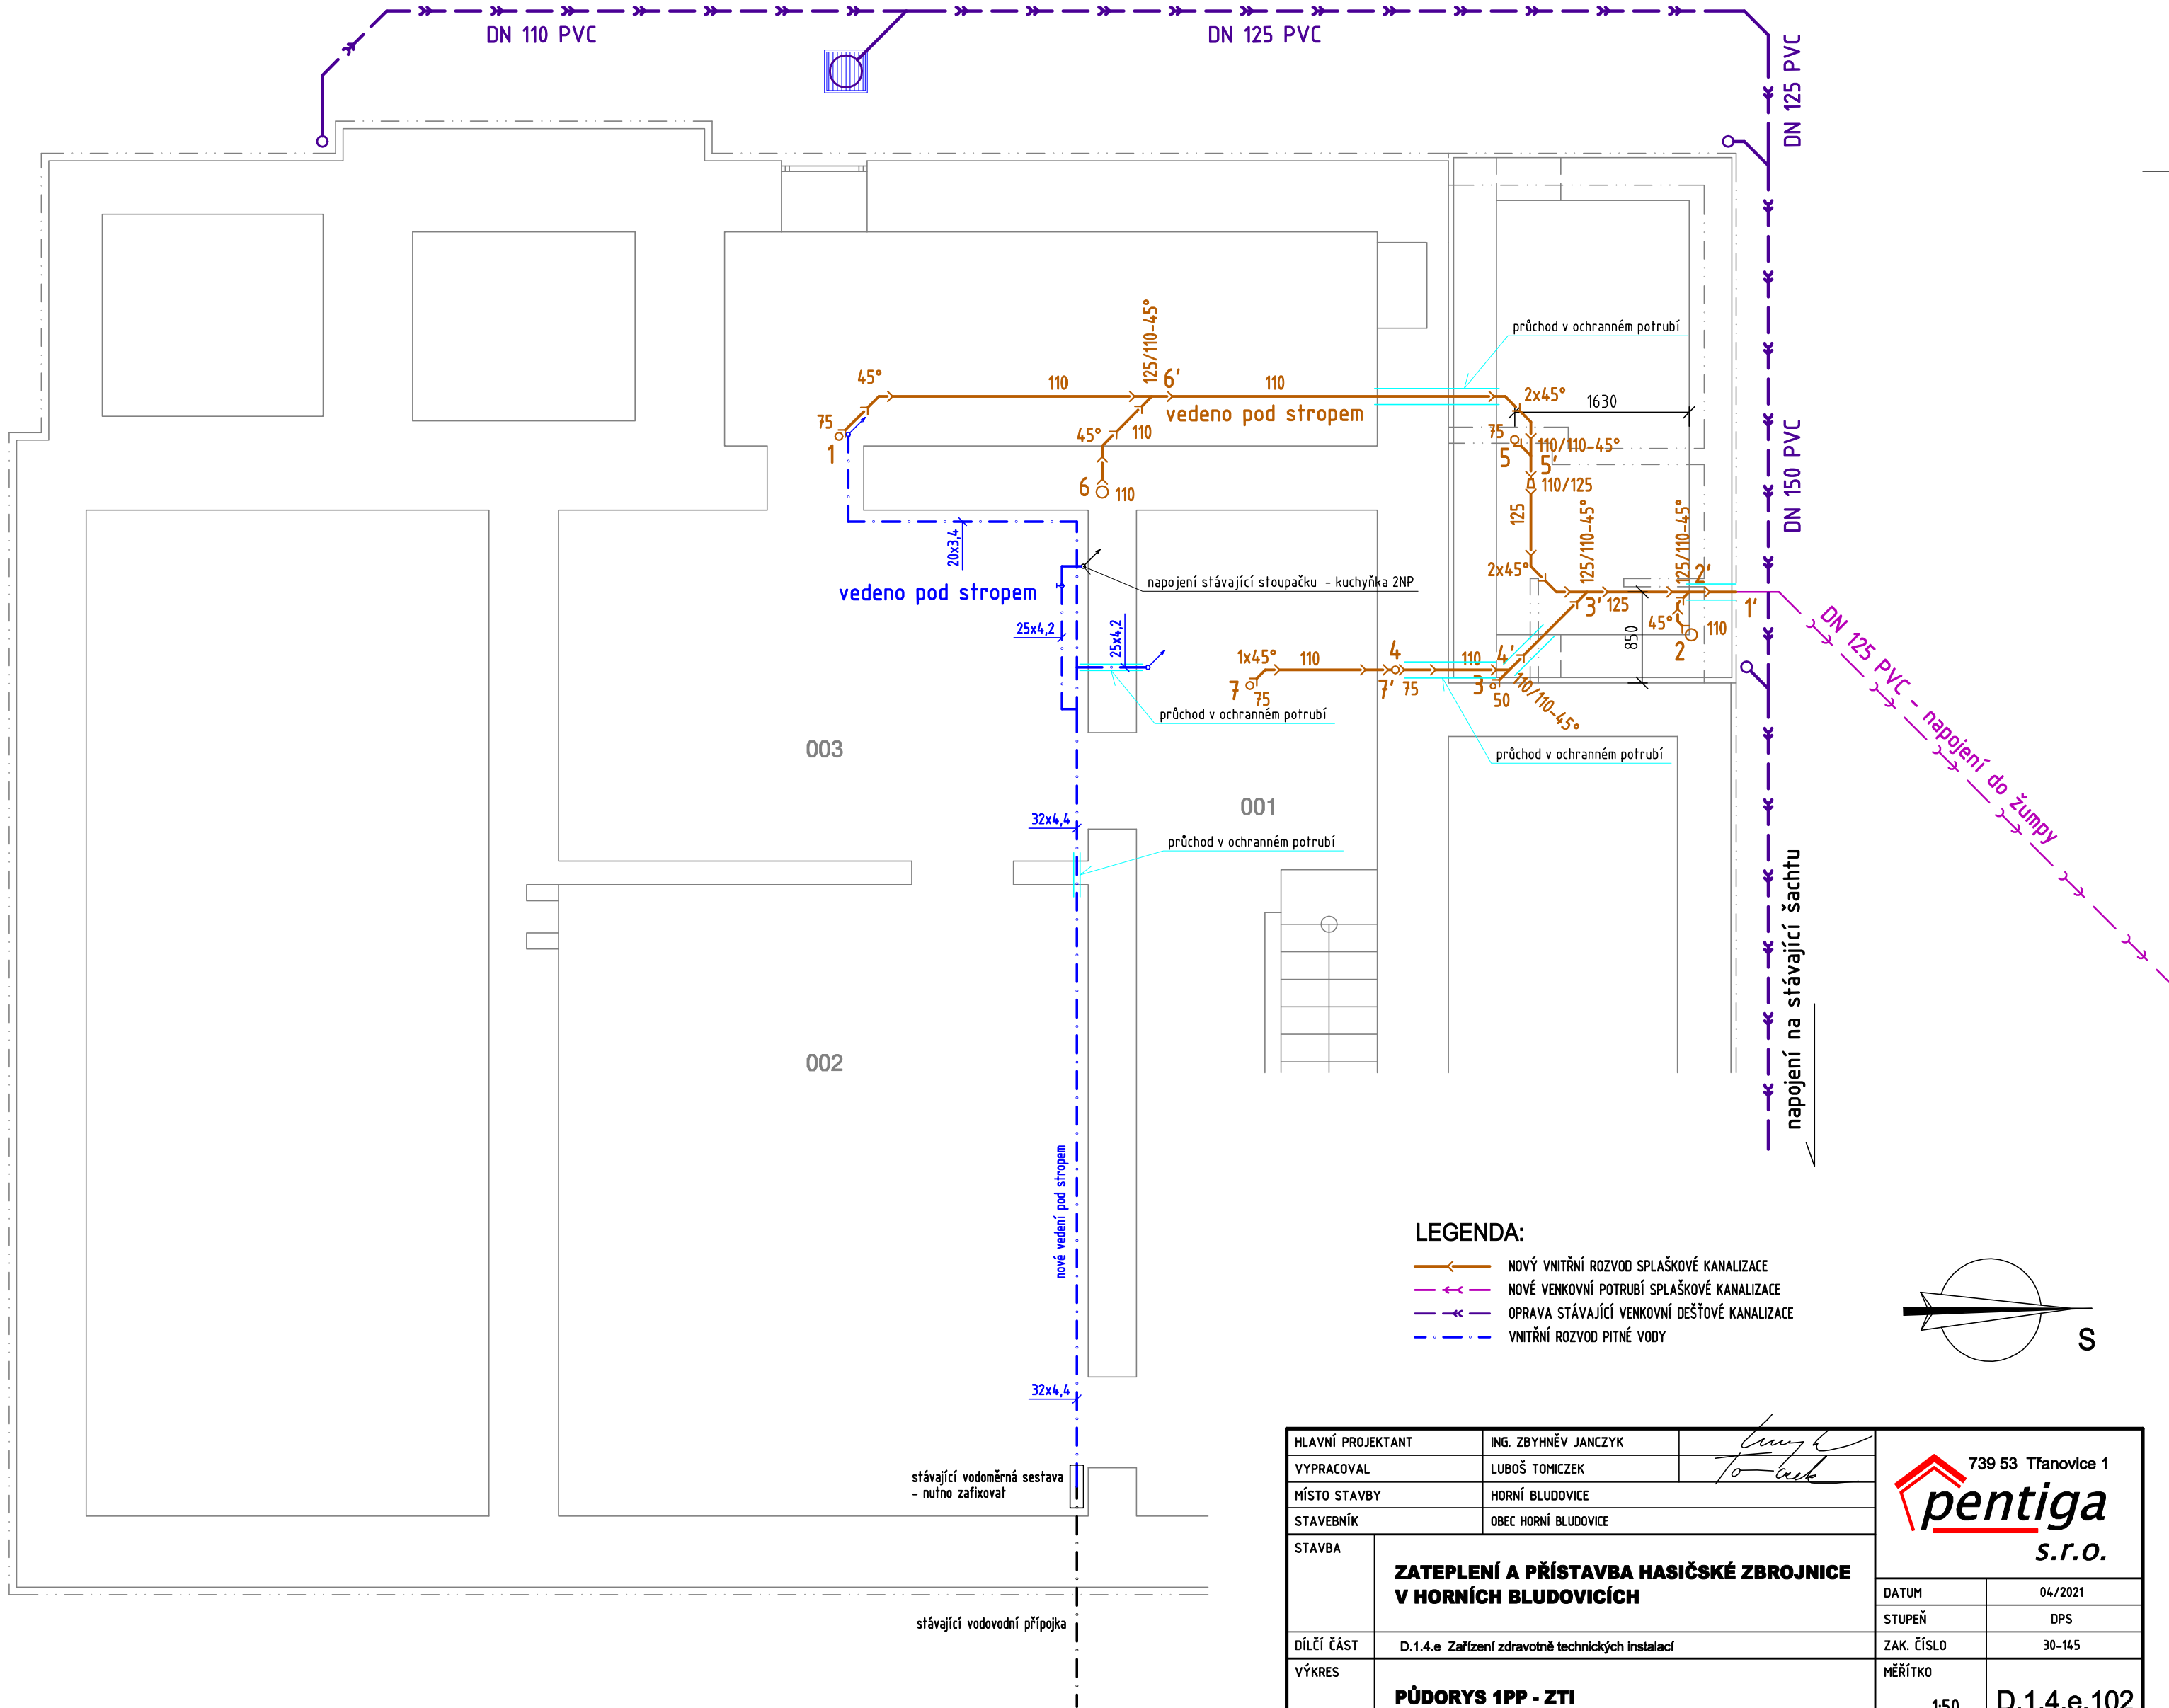 DN 110 PVC
DN 125 PVC
DN 125 PVC
průchod v ochranném potrubí
125/110-45°
45°
110
6'
110
2x45°
1630
vedeno pod stropem
75
1
45°
110
75
110/110-45°
5
5'
6
110
110/125
DN 150 PVC
125
125/110-45°
125/110-45°
20x3,4
2x45°
napojení stávající stoupačku - kuchyňka 2NP
vedeno pod stropem
2'
3'
125
1'
45°
110
2
850
25x4,2
25x4,2
1x45°
110
4
110
4'
7
75
7'
75
3
50
110/110-45°
DN 125 PVC - napojení do žumpy
průchod v ochranném potrubí
003
průchod v ochranném potrubí
001
32x4,4
průchod v ochranném potrubí
napojení na stávající šachtu
002
nové vedení pod stropem
32x4,4
stávající vodoměrná sestava
- nutno zafixovat
stávající vodovodní přípojka
LEGENDA:
NOVÝ VNITŘNÍ ROZVOD SPLAŠKOVÉ KANALIZACE
NOVÉ VENKOVNÍ POTRUBÍ SPLAŠKOVÉ KANALIZACE
OPRAVA STÁVAJÍCÍ VENKOVNÍ DEŠŤOVÉ KANALIZACE
VNITŘNÍ ROZVOD PITNÉ VODY
S
HLAVNÍ PROJEKTANT ING. ZBYHNĚV JANCZYK
VYPRACOVAL LUBOŠ TOMICZEK
MÍSTO STAVBY HORNÍ BLUDOVICE
STAVEBNÍK OBEC HORNÍ BLUDOVICE
739 53 Třanovice 1
pentiga
s.r.o.
STAVBA
ZATEPLENÍ A PŘÍSTAVBA HASIČSKÉ ZBROJNICE
V HORNÍCH BLUDOVICÍCH
DATUM 04/2021
STUPEŇ DPS
DÍLČÍ ČÁST D.1.4.e Zařízení zdravotně technických instalací
ZAK. ČÍSLO 30-145
VÝKRES
PŮDORYS 1PP - ZTI
MĚŘÍTKO
1:50
D.1.4.e.102